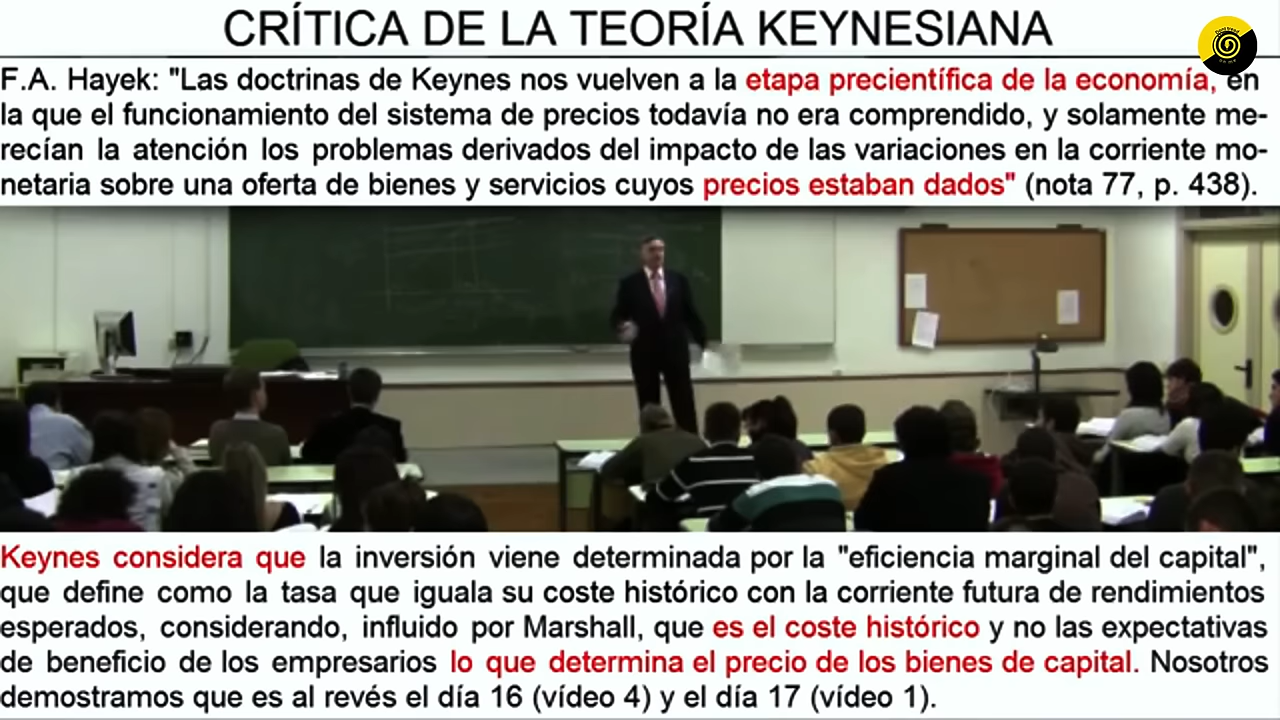 CRÍTICA DE LA TEORÍA KEYNESIANA
F.A. Hayek: "Las doctrinas de Keynes nos vuelven a la etapa precientífica de la economía, en
la que el funcionamiento del sistema de precios todavía no era comprendido, y solamente me-
recían la atención los problemas derivados del impacto de las variaciones en la corriente mo-
netaria sobre una oferta de bienes y servicios cuyos precios estaban dados" (nota 77, p. 438).
Keynes considera que la inversión viene determinada por la "eficiencia marginal del capital",
que define como la tasa que iguala su coste histórico con la corriente futura de rendimientos
esperados, considerando, influido por Marshall, que es el coste histórico y no las expectativas
de beneficio de los empresarios lo que determina el precio de los bienes de capital. Nosotros
demostramos que es al revés el día 16 (vídeo 4) y el día 17 (vídeo 1).